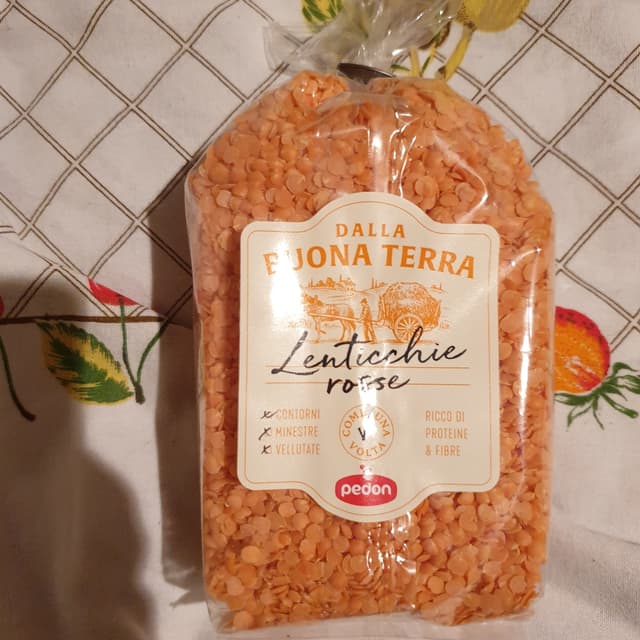 DALLA
BUONA TERRA
Lenticchie
rosse
CONTORNI
MINESTRE
VELLUTATE
COME UNA
VOLTA
RICCO DI
PROTEINE
& FIBRE
pedon